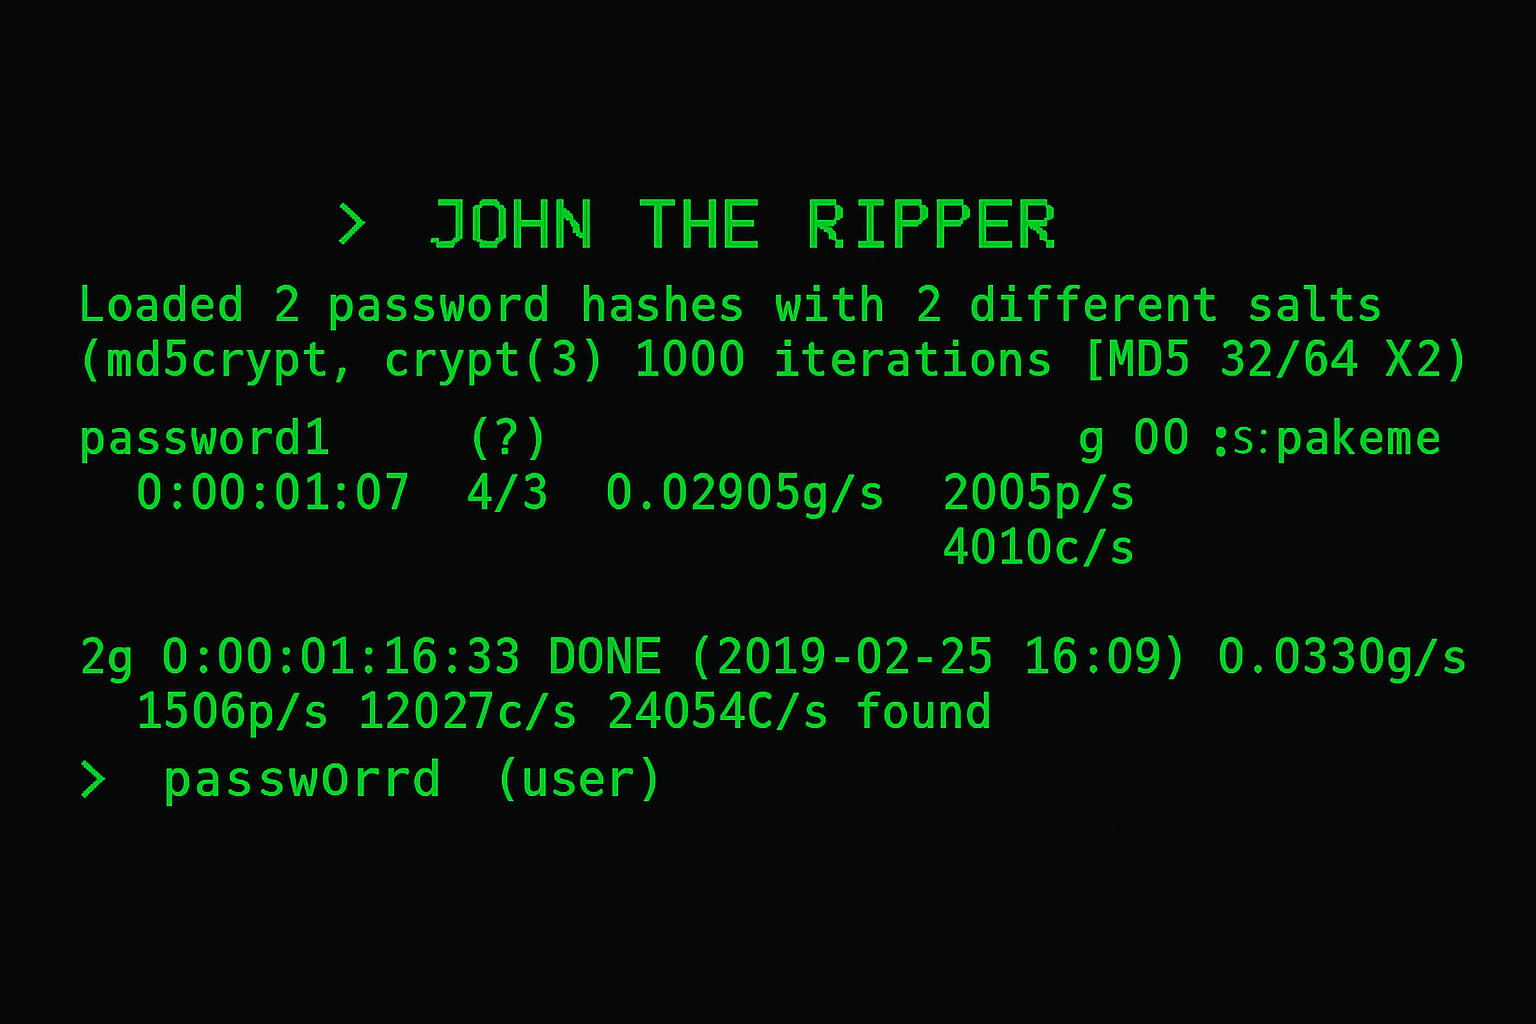 > JOHN THE RIPPER
Loaded 2 password hashes with 2 different salts
(md5crypt, crypt(3) 1000 iterations [MD5 32/64 X2)
password1 (?) g 00 :s:pakeme
0:00:01:07 4/3 0.02905g/s 2005p/s
4010c/s
2g 0:00:01:16:33 DONE (2019-02-25 16:09) 0.0330g/s
1506p/s 12027c/s 24054C/s found
> passw0rrd (user)